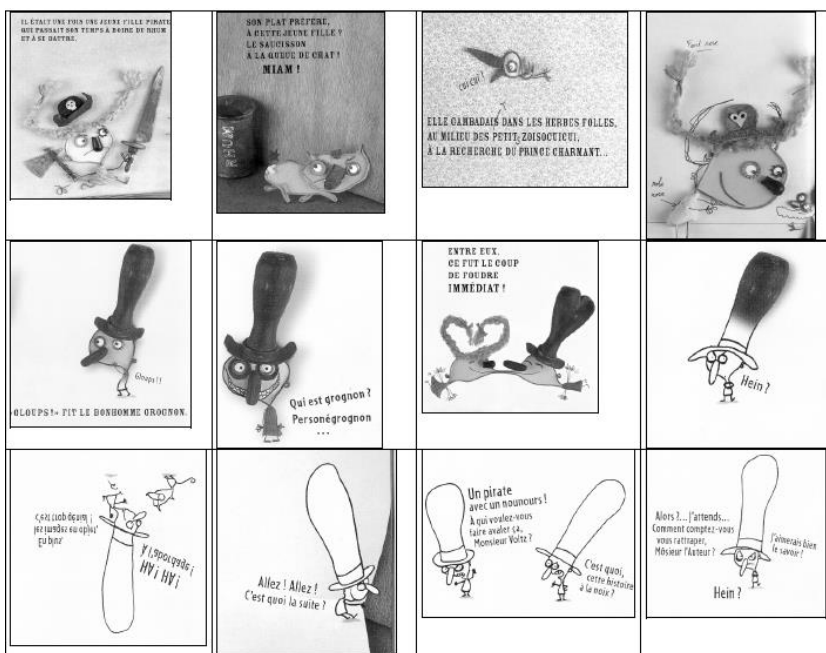 IL ÉTAIT UNE FOIS UNE JEUNE FILLE PIRATE
QUI PASSAIT SON TEMPS À BOIRE DU RHUM
ET À SE BATTRE.
SON PLAT PRÉFÉRÉ,
À CETTE JEUNE FILLE ?
LE SAUCISSON
À LA QUEUE DE CHAT !
MIAM !
RHUM
cui cui ?
ELLE GAMBADAIS DANS LES HERBES FOLLES,
AU MILIEU DES PETIT ZOISOCUICUI,
À LA RECHERCHE DU PRINCE CHARMANT...
Gloups !!
«GLOUPS !» FIT LE BONHOMME GROGNON.
Qui est grognon ?
Personégrognon
...
ENTRE EUX,
CE FUT LE COUP
DE FOUDRE
IMMÉDIAT !
Hein ?
En plus
c'est trop génial !
À l'abordage !
HA ! HA !
Allez ! Allez !
C'est quoi la suite ?
Un pirate
avec un nounours !
À qui voulez-vous
faire avaler ça,
Monsieur Voltz ?
C'est quoi,
cette histoire
à la noix ?
Alors ?... J'attends...
Comment comptez-vous
vous rattraper,
Môsieur l'Auteur ?
J'aimerais bien
le savoir !
Hein ?